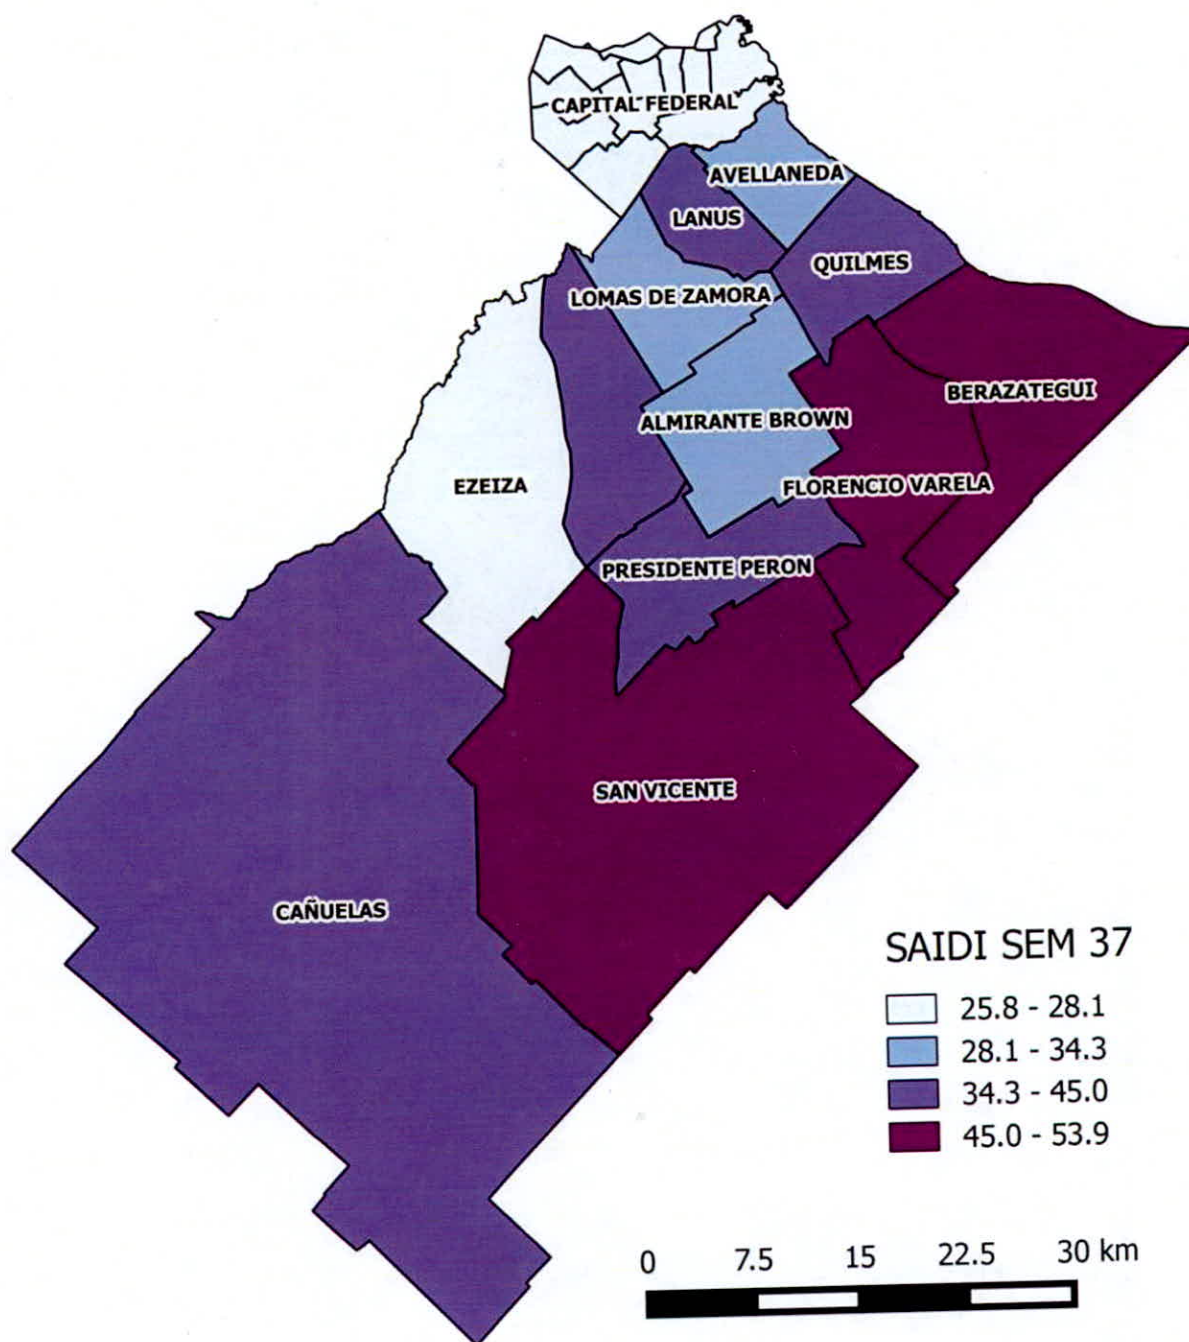 CAPITAL FEDERAL
AVELLANEDA
LANUS
QUILMES
LOMAS DE ZAMORA
BERAZATEGUI
ALMIRANTE BROWN
EZEIZA
FLORENCIO VARELA
PRESIDENTE PERON
SAN VICENTE
CAÑUELAS
SAIDI SEM 37
25.8 - 28.1
28.1 - 34.3
34.3 - 45.0
45.0 - 53.9
0 7.5 15 22.5 30 km